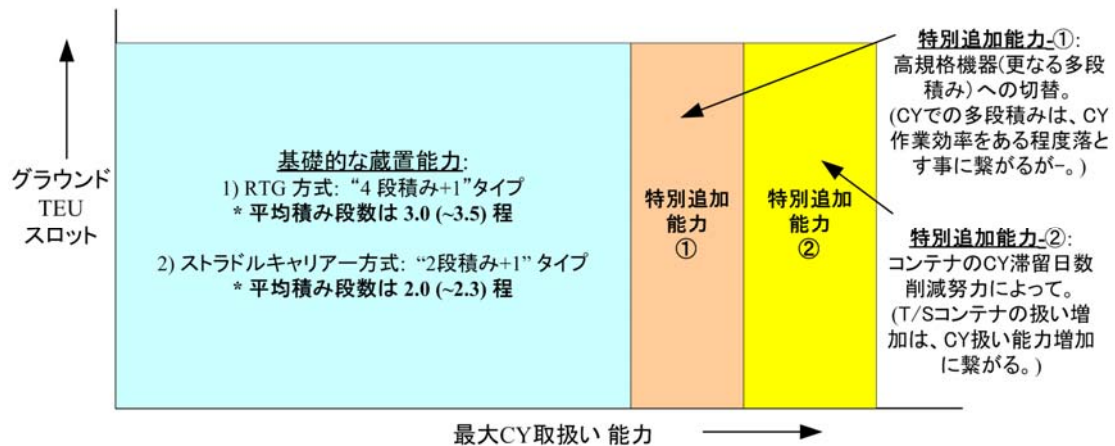 グラウンド
TEU
スロット
基礎的な蔵置能力:
1) RTG 方式: “4 段積み+1”タイプ
* 平均積み段数は 3.0 (~3.5) 程
2) ストラドルキャリアー方式: “2段積み+1” タイプ
* 平均積み段数は 2.0 (~2.3) 程
特別追加
能力
①
特別追加
能力
②
特別追加能力-①:
高規格機器(更なる多段
積み)への切替。
(CYでの多段積みは、CY
作業効率をある程度落と
す事に繋がるが-。)
特別追加能力-②:
コンテナのCY滞留日数
削減努力によって。
(T/Sコンテナの扱い増
加は、CY扱い能力増加
に繋がる。)
最大CY取扱い 能力